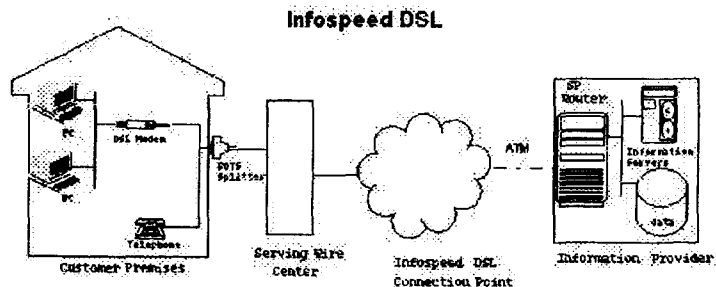 Infospeed DSL
PC
DSL Modem
PC
Telephone
POTS
Splitter
Customer Premises
Serving Wire
Center
Infospeed DSL
Connection Point
ATM
SP
Router
Information
Servers
data
Information Provider